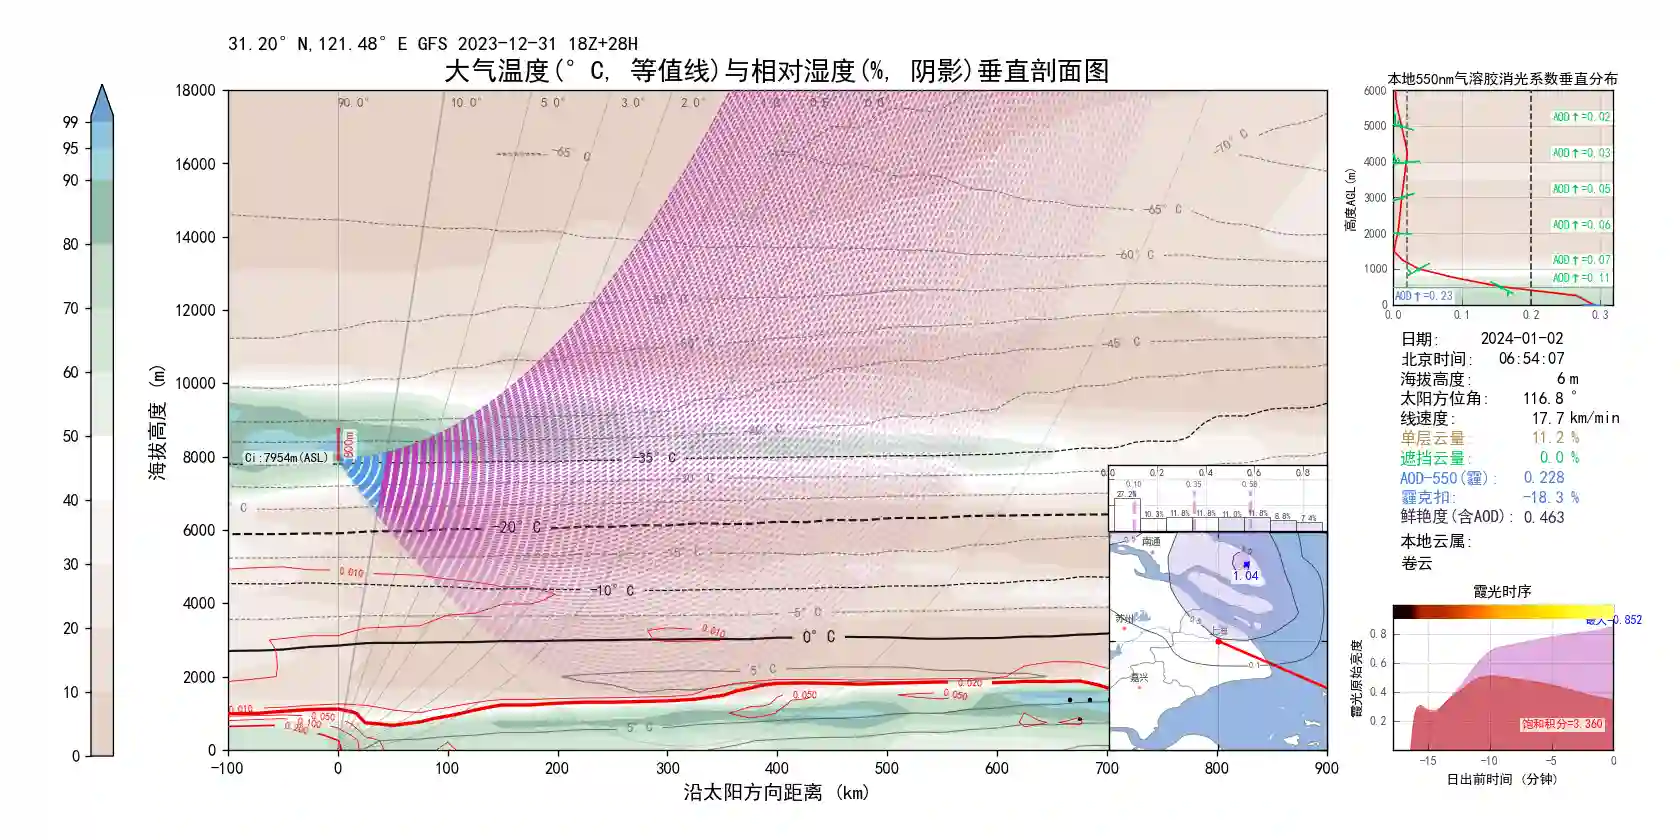 31.20° N,121.48° E GFS 2023-12-31 18Z+28H
大气温度(° C, 等值线)与相对湿度(%, 阴影)垂直剖面图
99
95
90
80
70
60
50
40
30
20
10
0
海拔高度 (m)
18000
16000
14000
12000
10000
8000
6000
4000
2000
0
-100 0 100 200 300 400 500 600 700 800 900
沿太阳方向距离 (km)
90.0° 10.0° 5.0° 3.0° 2.0°
-65 °C
-70° C
-65° C
-60° C
-45° C
-35 °C
-20° C
-10° C
-5° C
0° C
5° C
5° C
Ci:7954m(ASL)
800m
0.010
0.010
0.010
0.020
0.050
0.050
0.050
0.100
0.200
0.2 0.4 0.6 0.8
0.10 0.35 0.58
27.2%
10.3% 11.8% 11.8% 11.0% 11.8% 8.8% 7.4%
南通
1.04
苏州
上海
嘉兴
0.1
本地550nm气溶胶消光系数垂直分布
高度AGL(m)
6000
5000
4000
3000
2000
1000
0
0.0 0.1 0.2 0.3
AOD↑=0.02
AOD↑=0.03
AOD↑=0.05
AOD↑=0.06
AOD↑=0.07
AOD↑=0.11
AOD↑=0.23
日期: 2024-01-02
北京时间: 06:54:07
海拔高度: 6 m
太阳方位角: 116.8 °
线速度: 17.7 km/min
单层云量: 11.2 %
遮挡云量: 0.0 %
AOD-550(霾): 0.228
霾克扣: -18.3 %
鲜艳度(含AOD): 0.463
本地云属:
卷云
霞光时序
最大=0.852
霞光原始亮度
0.8
0.6
0.4
0.2
饱和积分=3.360
-15 -10 -5 0
日出前时间 (分钟)